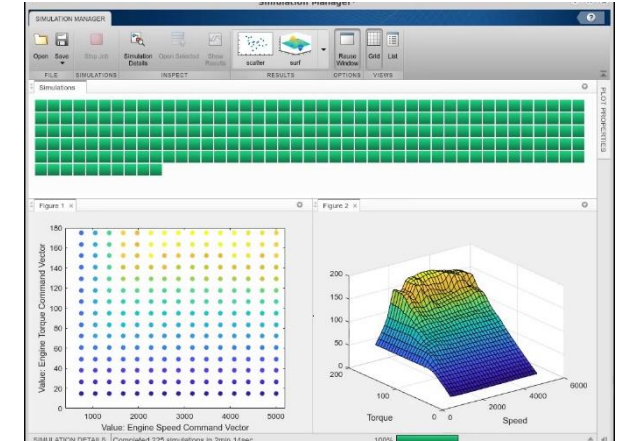 Simulation Manager
SIMULATION MANAGER
?
Open Save Stop Job Simulation Details Open Selected Show Results scatter surf Reuse Window Grid List
FILE SIMULATIONS INSPECT RESULTS OPTIONS VIEWS
Simulations
PLOT PROPERTIES
Figure 1 ×
Figure 2 ×
Value: Engine Torque Command Vector
180
160
140
120
100
80
60
40
20
0
1000 2000 3000 4000 5000
Value: Engine Speed Command Vector
200
150
100
50
0
200
100
0
0
2000
4000
6000
Torque
Speed
SIMULATION DETAILS Completed 225 simulations in 2min 14sec 100%